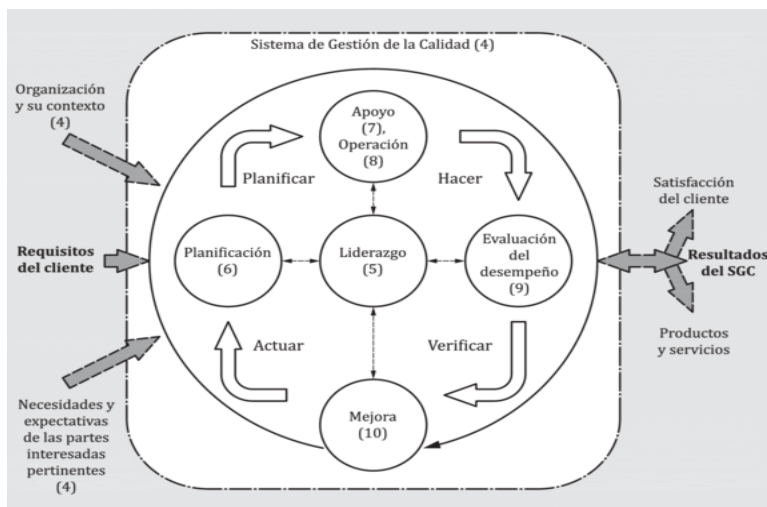 Sistema de Gestión de la Calidad (4)
Organización
y su contexto
(4)
Apoyo
(7),
Operación
(8)
Planificar
Hacer
Satisfacción
del cliente
Requisitos
del cliente
Planificación
(6)
Liderazgo
(5)
Evaluación
del
desempeño
(9)
Resultados
del SGC
Actuar
Verificar
Productos
y servicios
Necesidades y
expectativas
de las partes
interesadas
pertinentes
(4)
Mejora
(10)